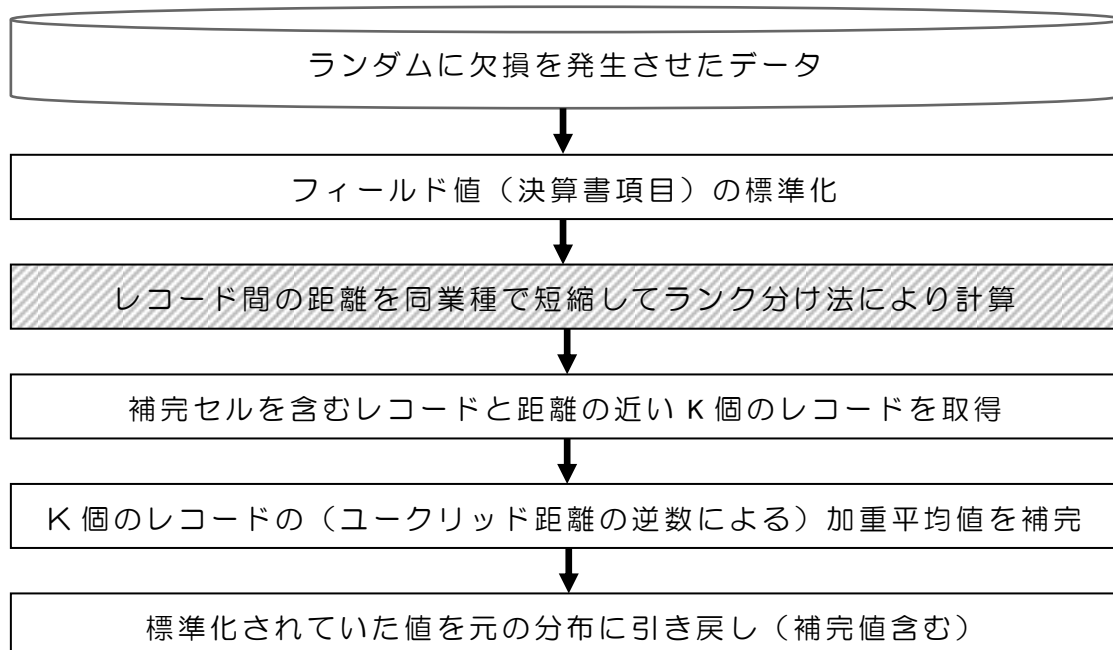 ランダムに欠損を発生させたデータ
フィールド値（決算書項目）の標準化
レコード間の距離を同業種で短縮してランク分け法により計算
補完セルを含むレコードと距離の近い K 個のレコードを取得
K 個のレコードの（ユークリッド距離の逆数による）加重平均値を補完
標準化されていた値を元の分布に引き戻し（補完値含む）